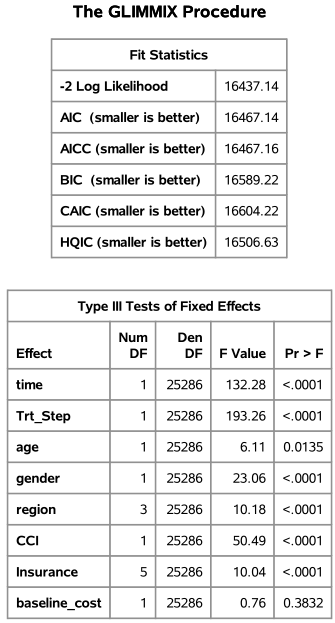 The GLIMMIX Procedure
Fit Statistics
-2 Log Likelihood 16437.14
AIC (smaller is better) 16467.14
AICC (smaller is better) 16467.16
BIC (smaller is better) 16589.22
CAIC (smaller is better) 16604.22
HQIC (smaller is better) 16506.63
Type III Tests of Fixed Effects
Effect Num DF Den DF F Value Pr > F
time 1 25286 132.28 <.0001
Trt_Step 1 25286 193.26 <.0001
age 1 25286 6.11 0.0135
gender 1 25286 23.06 <.0001
region 3 25286 10.18 <.0001
CCI 1 25286 50.49 <.0001
Insurance 5 25286 10.04 <.0001
baseline_cost 1 25286 0.76 0.3832